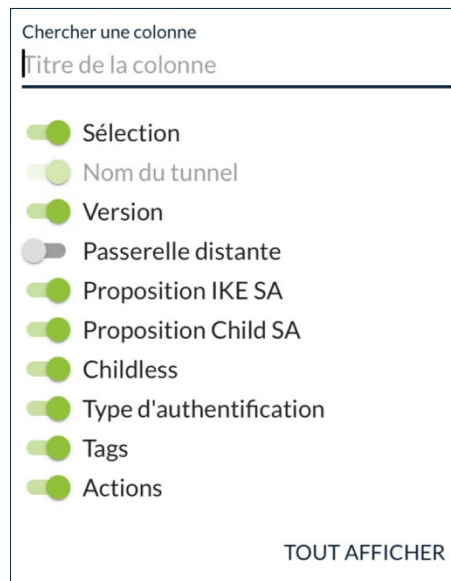 Chercher une colonne
Titre de la colonne
Sélection
Nom du tunnel
Version
Passerelle distante
Proposition IKE SA
Proposition Child SA
Childless
Type d'authentification
Tags
Actions
TOUT AFFICHER